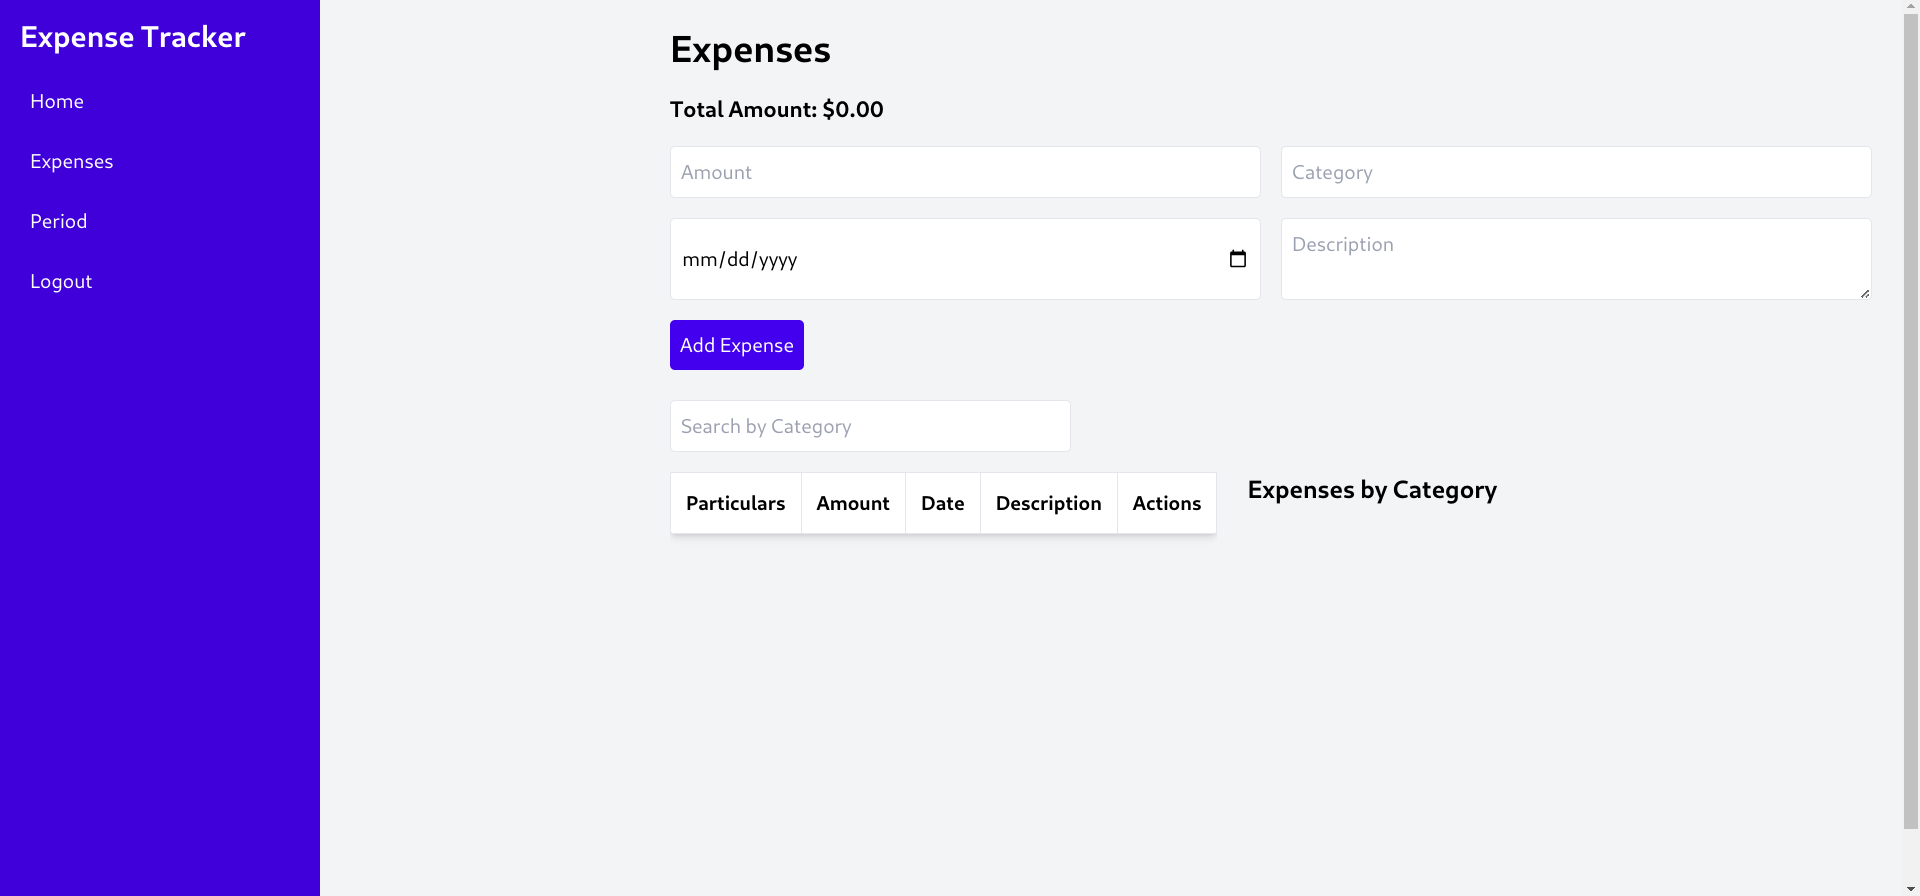 Expense Tracker
Home
Expenses
Period
Logout
Expenses
Total Amount: $0.00
Amount
Category
mm/dd/yyyy
Description
Add Expense
Search by Category
Particulars Amount Date Description Actions
Expenses by Category